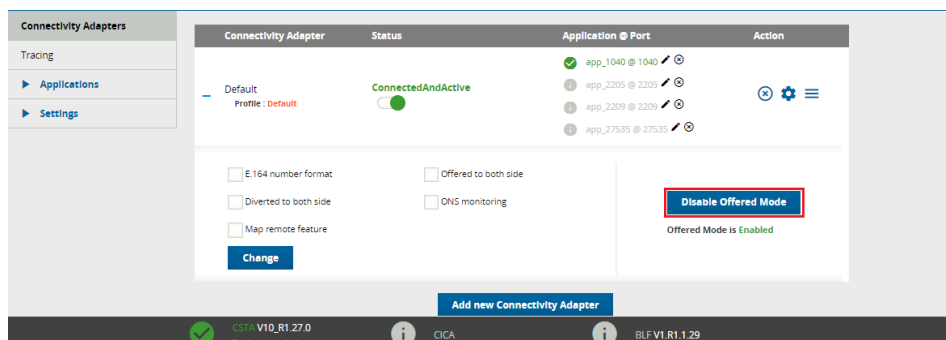 Connectivity Adapters
Tracing
Applications
Settings
Connectivity Adapter Status Application @ Port Action
Default
Profile : Default
ConnectedAndActive
app_1040 @ 1040
app_2205 @ 2205
app_2209 @ 2209
app_27535 @ 27535
E.164 number format
Offered to both side
Diverted to both side
ONS monitoring
Map remote feature
Change
Disable Offered Mode
Offered Mode is Enabled
Add new Connectivity Adapter
CSTA V10_R1.27.0
CICA
BLF V1.R1.1.29